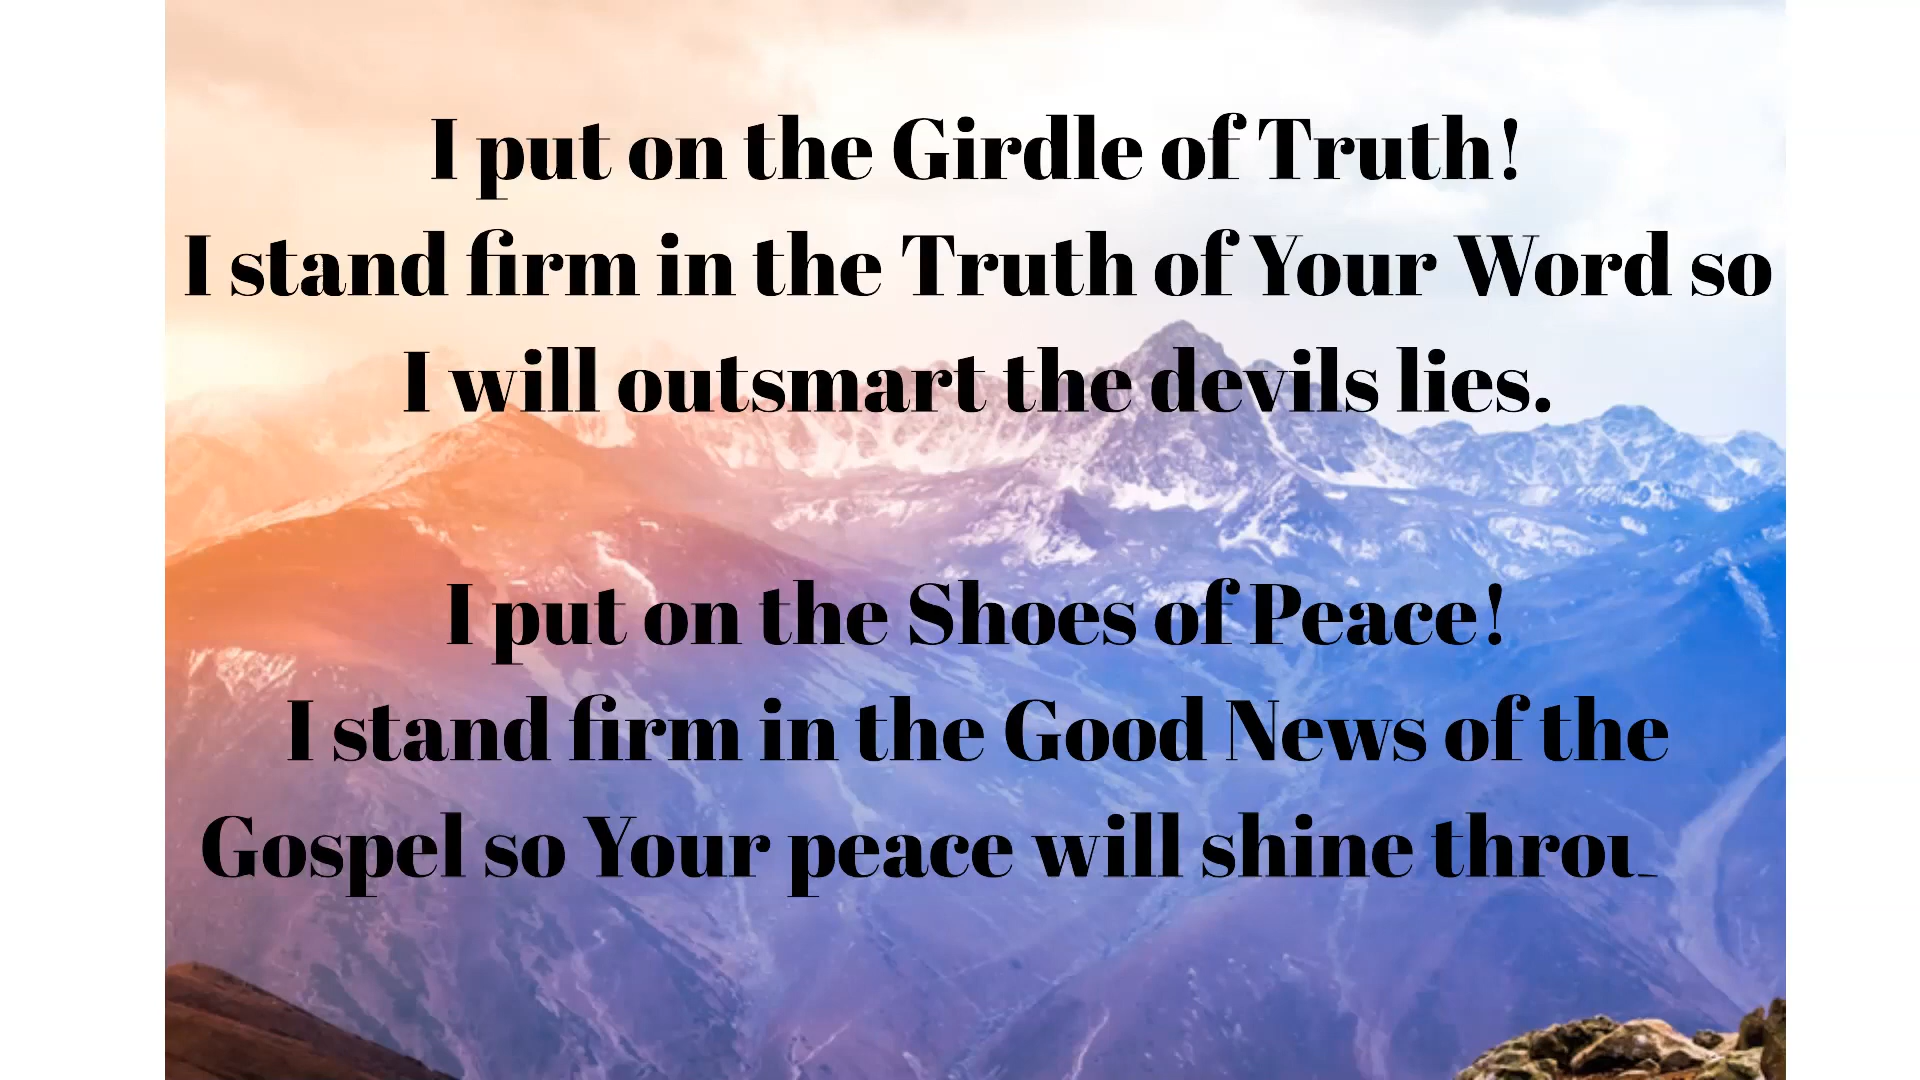 I put on the Girdle of Truth!
I stand firm in the Truth of Your Word so
I will outsmart the devils lies.
I put on the Shoes of Peace!
I stand firm in the Good News of the
Gospel so Your peace will shine